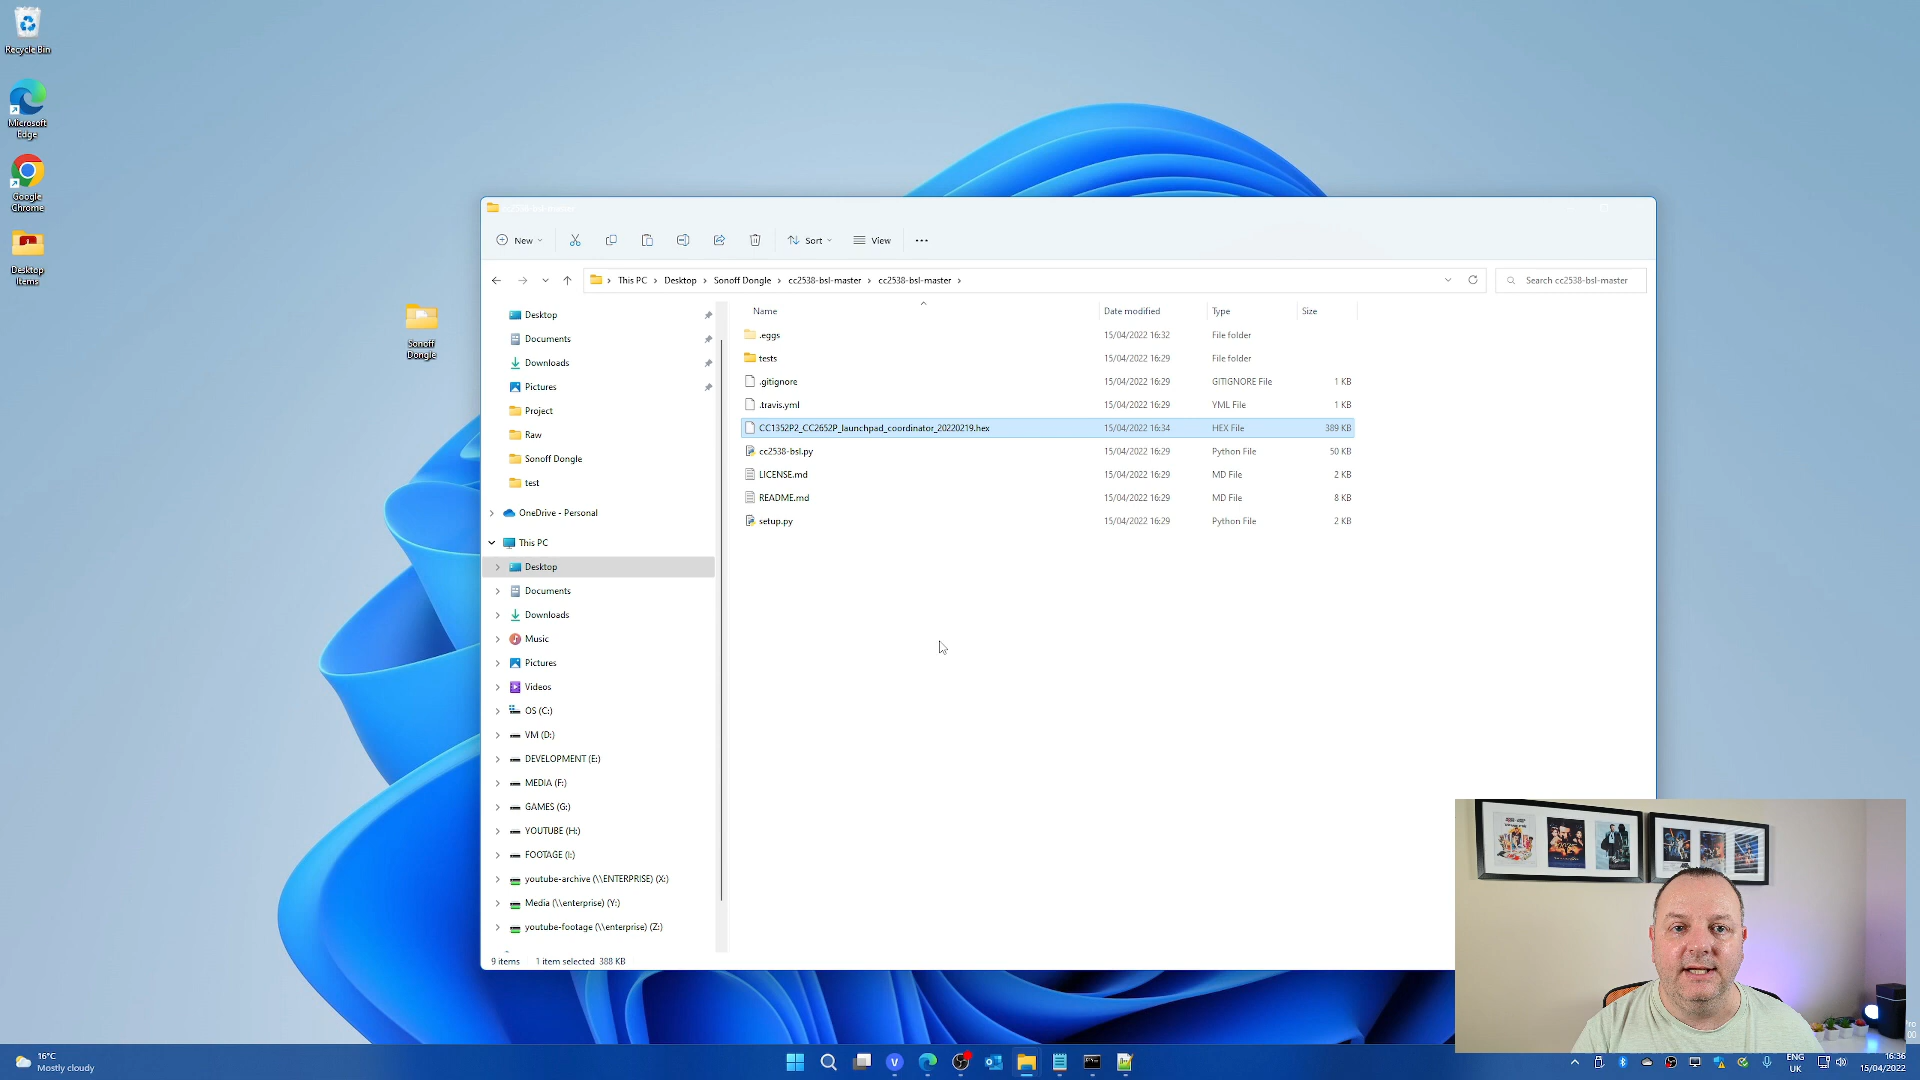 Recycle Bin
Microsoft
Edge
Google
Chrome
Desktop
Items
Sonoff
Dongle
New
Sort
View
This PC
Desktop
Sonoff Dongle
cc2538-bsl-master
cc2538-bsl-master
Search cc2538-bsl-master
Desktop
Documents
Downloads
Pictures
Project
Raw
Sonoff Dongle
test
OneDrive - Personal
This PC
Desktop
Documents
Downloads
Music
Pictures
Videos
OS (C:)
VM (D:)
DEVELOPMENT (E:)
MEDIA (F:)
GAMES (G:)
YOUTUBE (H:)
FOOTAGE (I:)
youtube-archive (\\ENTERPRISE) (X:)
Media (\\enterprise) (Y:)
youtube-footage (\\enterprise) (Z:)
Name Date modified Type Size
.eggs 15/04/2022 16:32 File folder
tests 15/04/2022 16:29 File folder
.gitignore 15/04/2022 16:29 GITIGNORE File 1 KB
.travis.yml 15/04/2022 16:29 YML File 1 KB
CC1352P2_CC2652P_launchpad_coordinator_20220219.hex 15/04/2022 16:34 HEX File 389 KB
cc2538-bsl.py 15/04/2022 16:29 Python File 50 KB
LICENSE.md 15/04/2022 16:29 MD File 2 KB
README.md 15/04/2022 16:29 MD File 8 KB
setup.py 15/04/2022 16:29 Python File 2 KB
9 items 1 item selected 388 KB
16°C
Mostly cloudy
ENG
UK
16:36
15/04/2022